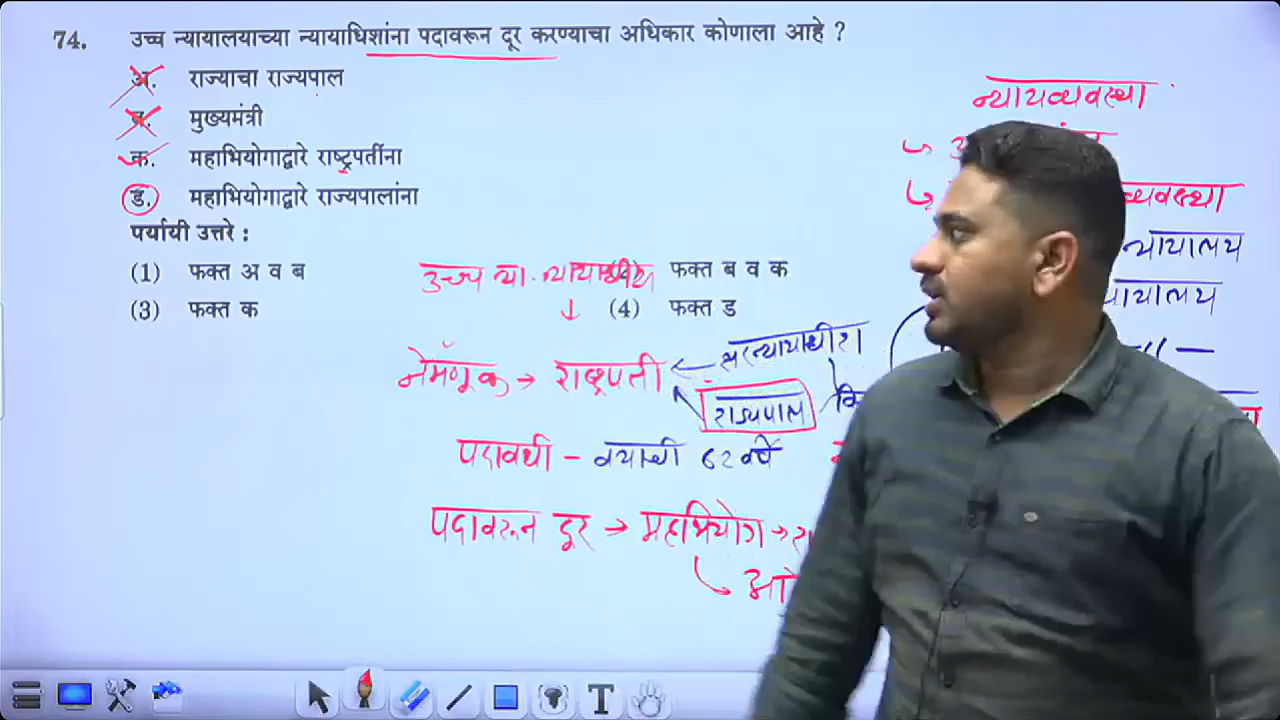 74. उच्च न्यायालयाच्या न्यायाधिशांना पदावरून दूर करण्याचा अधिकार कोणाला आहे ?
अ. राज्याचा राज्यपाल
ब. मुख्यमंत्री
क. महाभियोगाद्वारे राष्ट्रपतींना
ड. महाभियोगाद्वारे राज्यपालांना
पर्यायी उत्तरे :
(1) फक्त अ व ब
फक्त ब व क
(3) फक्त क
(4) फक्त ड
उच्च न्या. न्यायाधीश
नेमणूक → राष्ट्रपती ← सरन्यायाधीश
राज्यपाल
पदावधी – वयाची ६२ वर्षे
पदावरून दूर → महाभियोग →
न्यायव्यवस्था
व्यवस्था
न्यायालय
यायालय